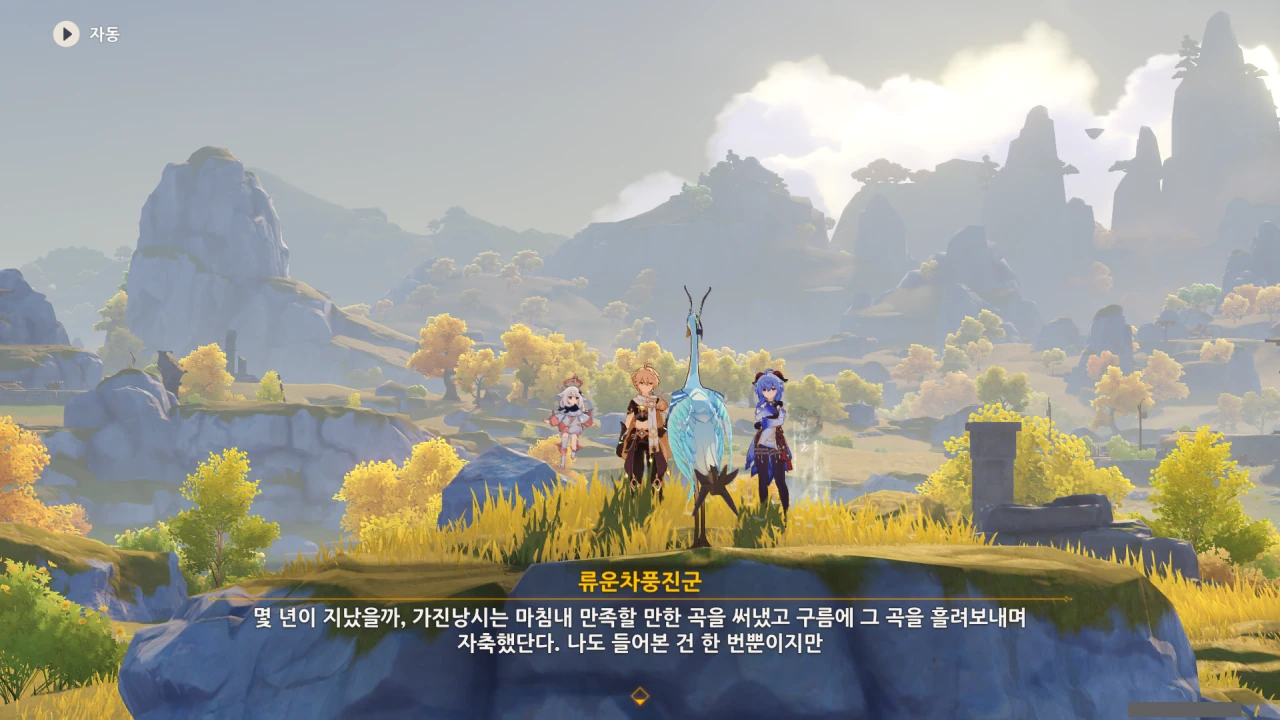 자동
류운차풍진군
몇 년이 지났을까, 가진낭시는 마침내 만족할 만한 곡을 써냈고 구름에 그 곡을 흘려보내며
자축했단다. 나도 들어본 건 한 번뿐이지만